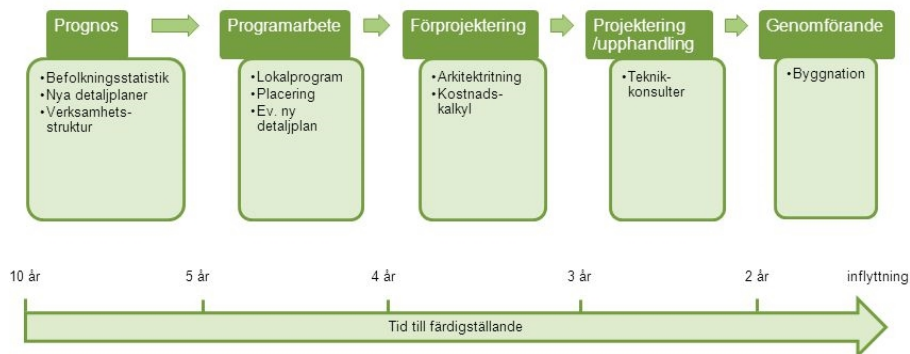 Prognos
•Befolkningsstatistik
•Nya detaljplaner
•Verksamhets-
struktur
Programarbete
•Lokalprogram
•Placering
•Ev. ny
detaljplan
Förprojektering
•Arkitektritning
•Kostnads-
kalkyl
Projektering
/upphandling
•Teknik-
konsulter
Genomförande
•Byggnation
10 år
5 år
4 år
3 år
2 år
inflyttning
Tid till färdigställande